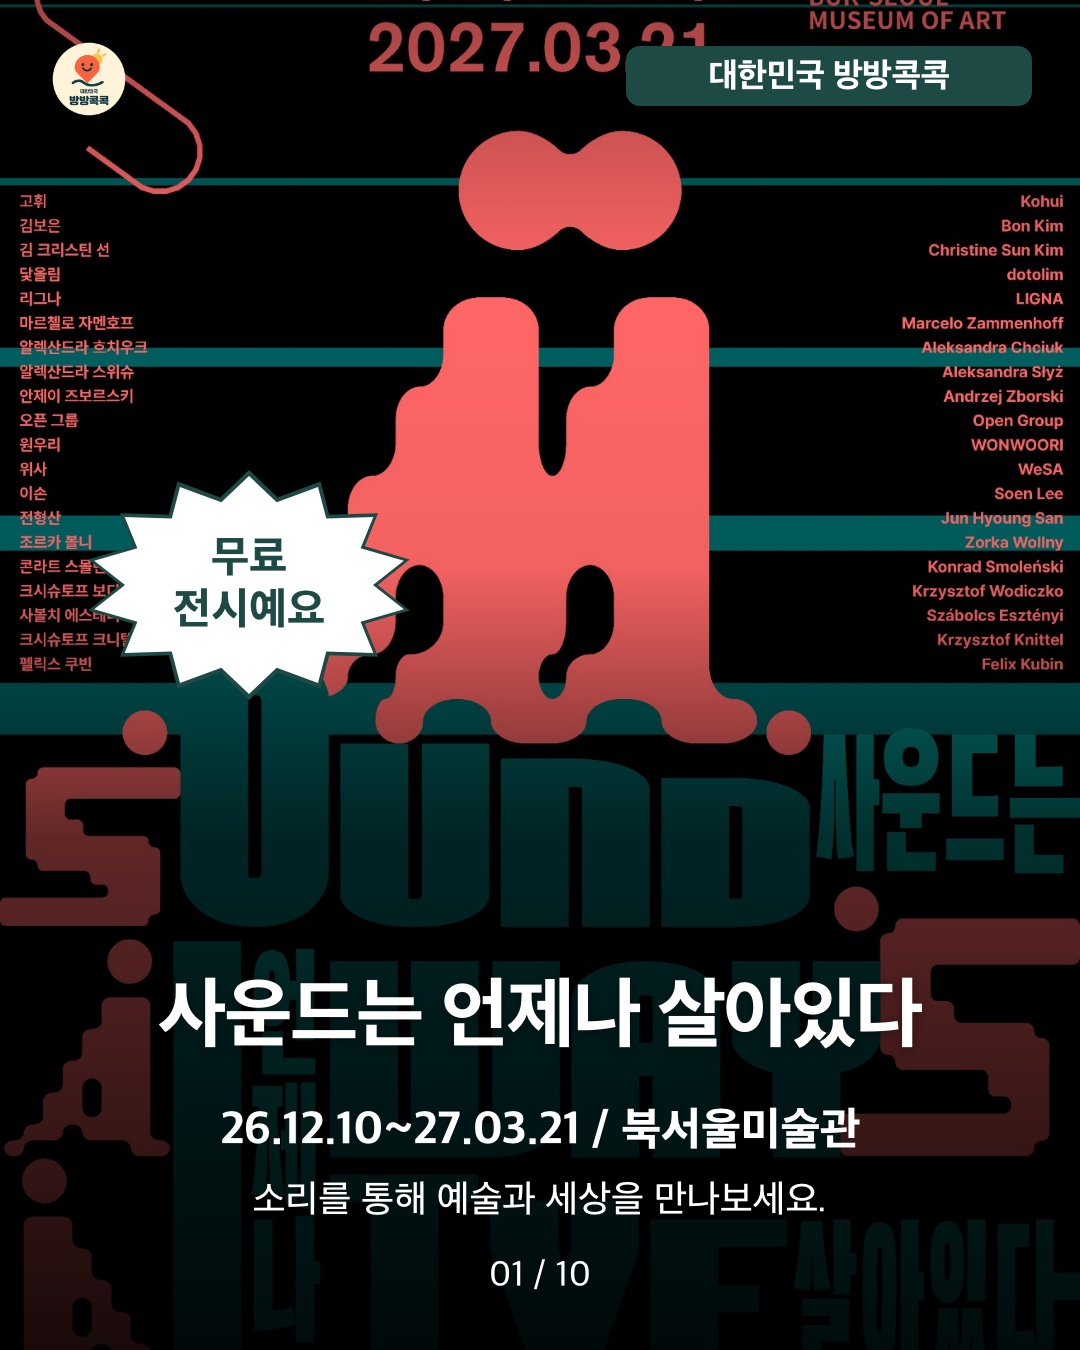 2027.03.21
MUSEUM OF ART
대한민국
방방콕콕
대한민국 방방콕콕
고휘
김보은
김 크리스틴 선
닻올림
리그나
마르첼로 자멘호프
알렉산드라 흐치우크
알렉산드라 스위슈
안제이 즈보르스키
오픈 그룹
원우리
위사
이손
전형산
조르카 볼니
콘라트
크시슈토프
사볼치
크시슈토프
펠릭스 쿠빈
Kohui
Bon Kim
Christine Sun Kim
dotolim
LIGNA
Marcelo Zammenhoff
Aleksandra Chciuk
Aleksandra Słyż
Andrzej Zborski
Open Group
WONWOORI
WeSA
Soen Lee
Jun Hyoung San
Zorka Wollny
Konrad Smoleński
Krzysztof Wodiczko
Szábolcs Esztényi
Krzysztof Knittel
Felix Kubin
무료
전시예요
SOUND
사운드는
IS ALWAYS
언제나
ALIVE
살아있다
사운드는 언제나 살아있다
26.12.10~27.03.21 / 북서울미술관
소리를 통해 예술과 세상을 만나보세요.
01 / 10